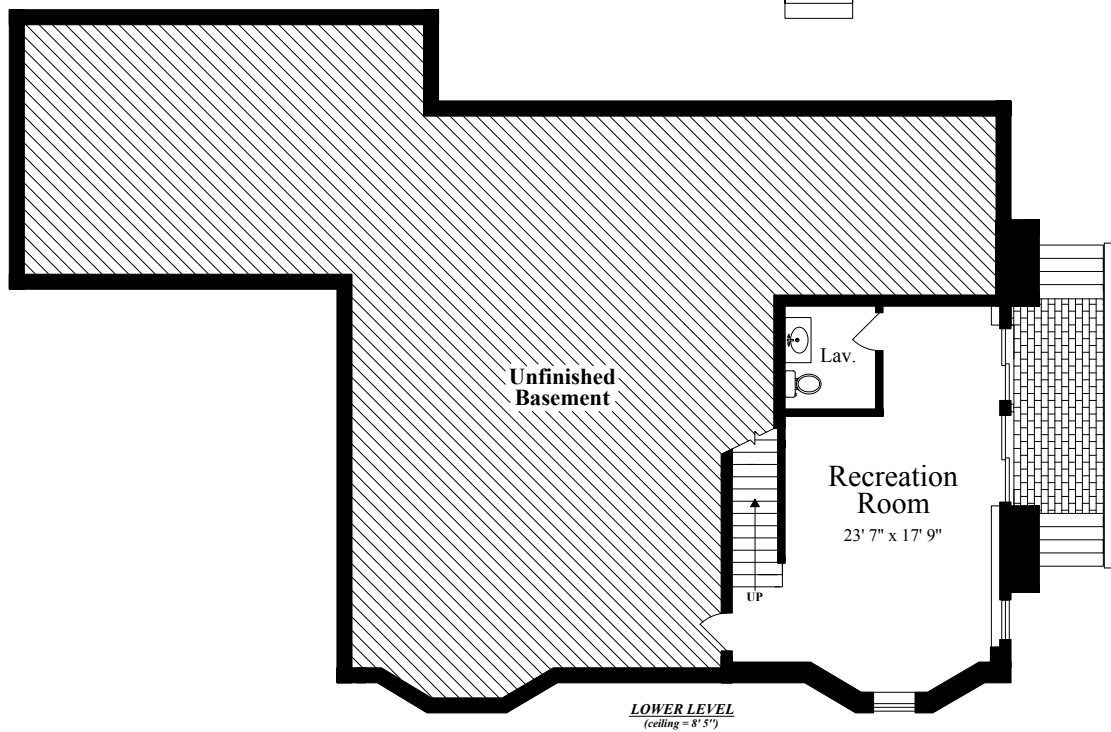 Unfinished
Basement
Lav.
Recreation
Room
23' 7" x 17' 9"
UP
LOWER LEVEL
(ceiling = 8' 5")